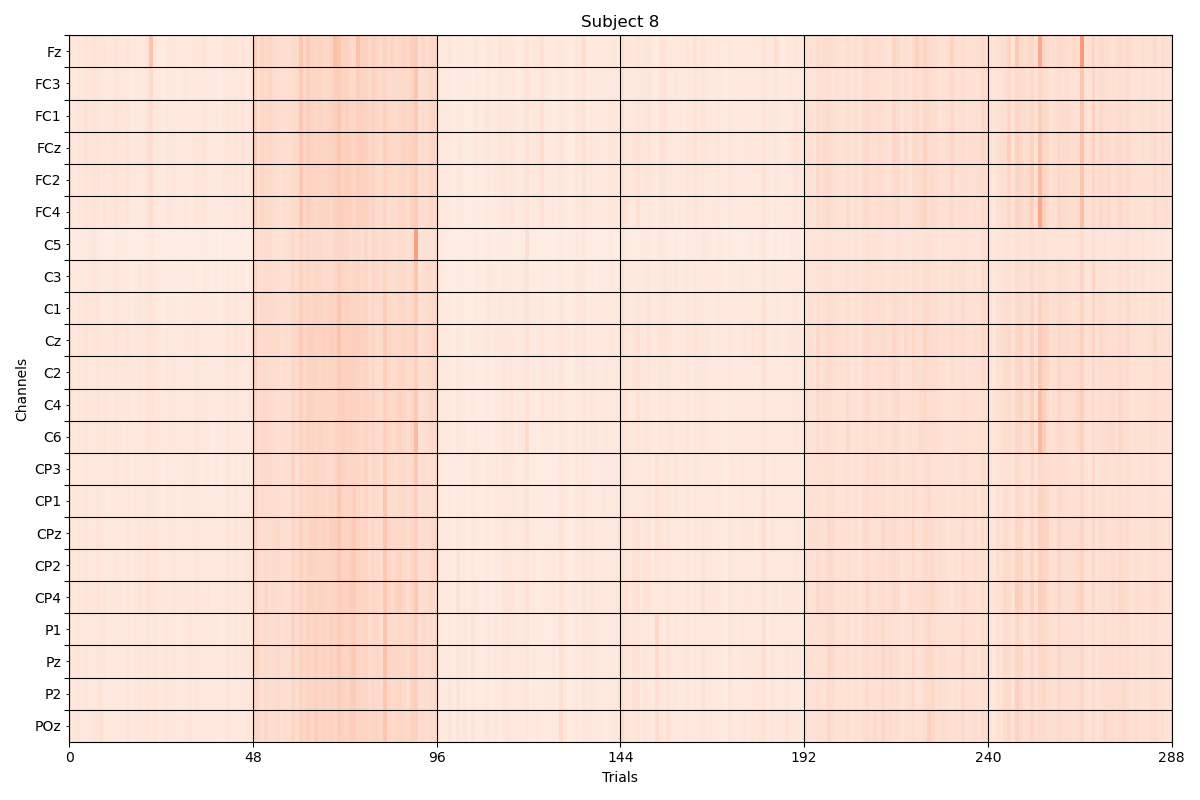 Subject 8
Fz
FC3
FC1
FCz
FC2
FC4
C5
C3
C1
Cz
C2
C4
C6
CP3
CP1
CPz
CP2
CP4
P1
Pz
P2
POz
Channels
0 48 96 144 192 240 288
Trials